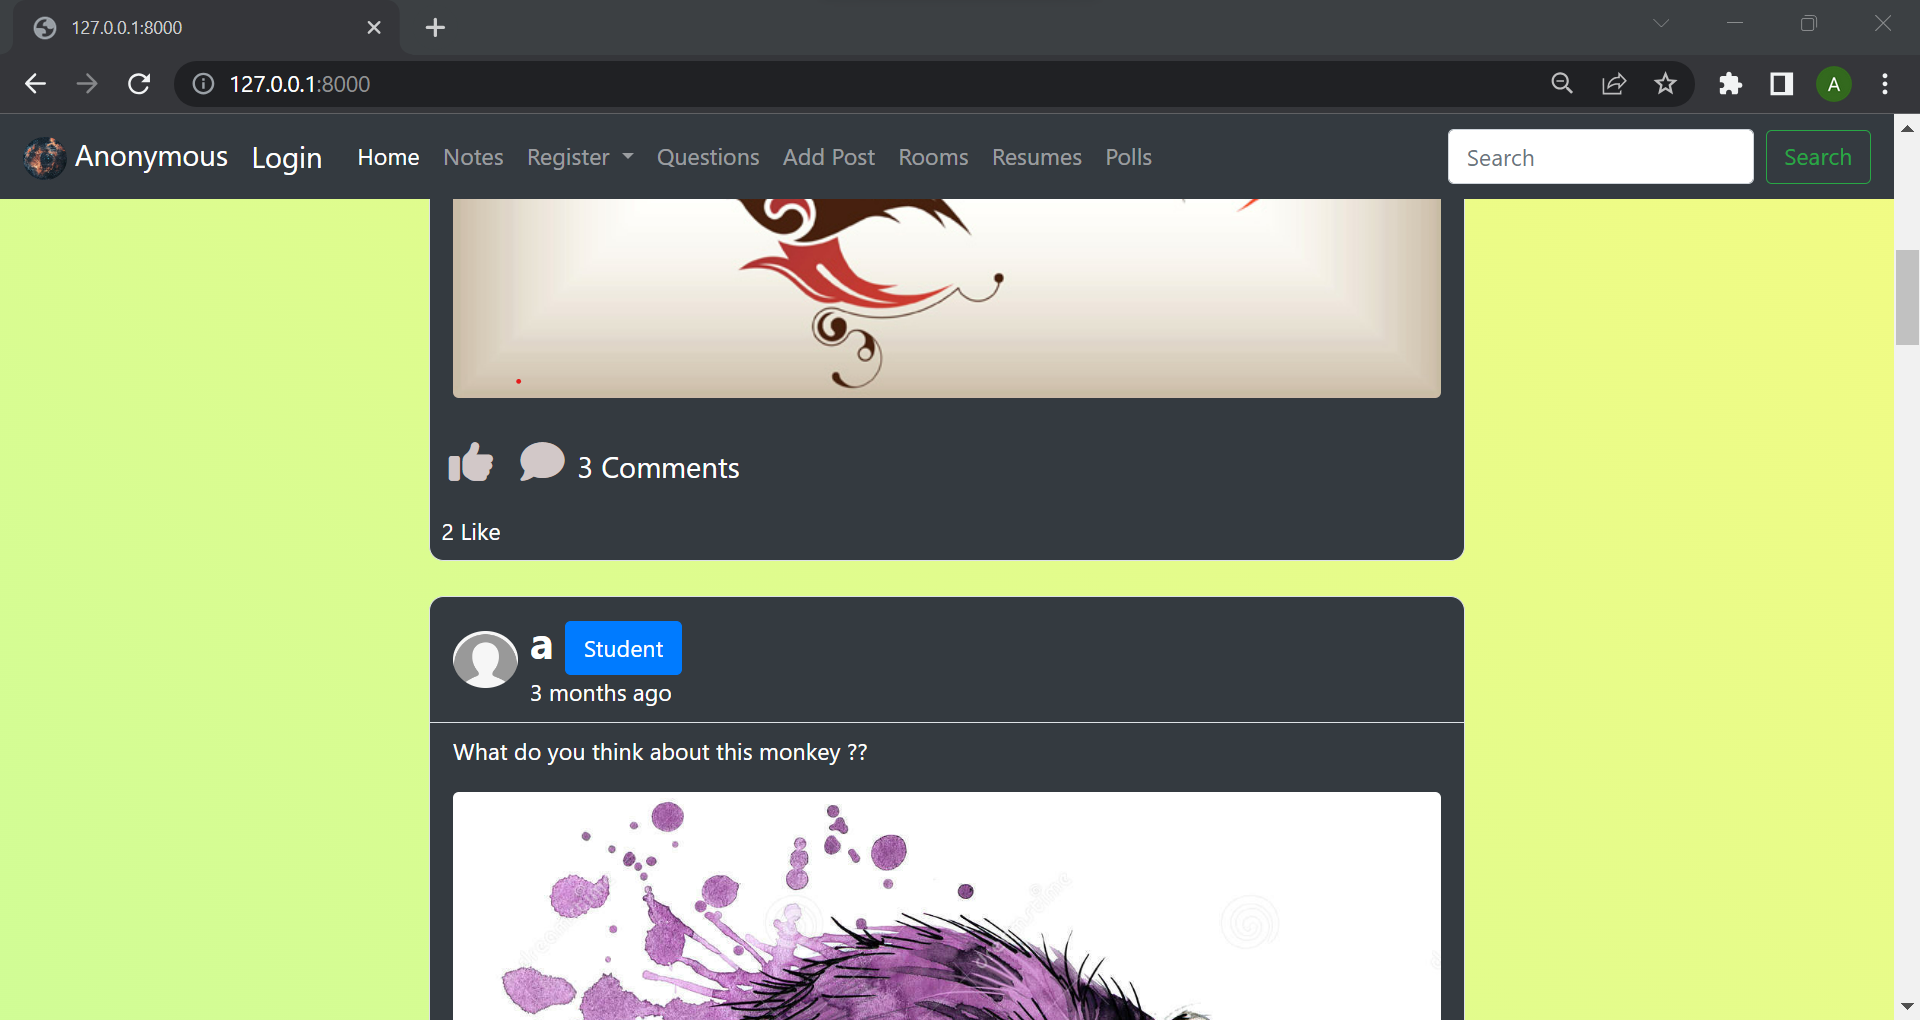 127.0.0.1:8000
127.0.0.1:8000
A
Anonymous Login Home Notes Register Questions Add Post Rooms Resumes Polls Search Search
3 Comments
2 Like
a Student
3 months ago
What do you think about this monkey ??